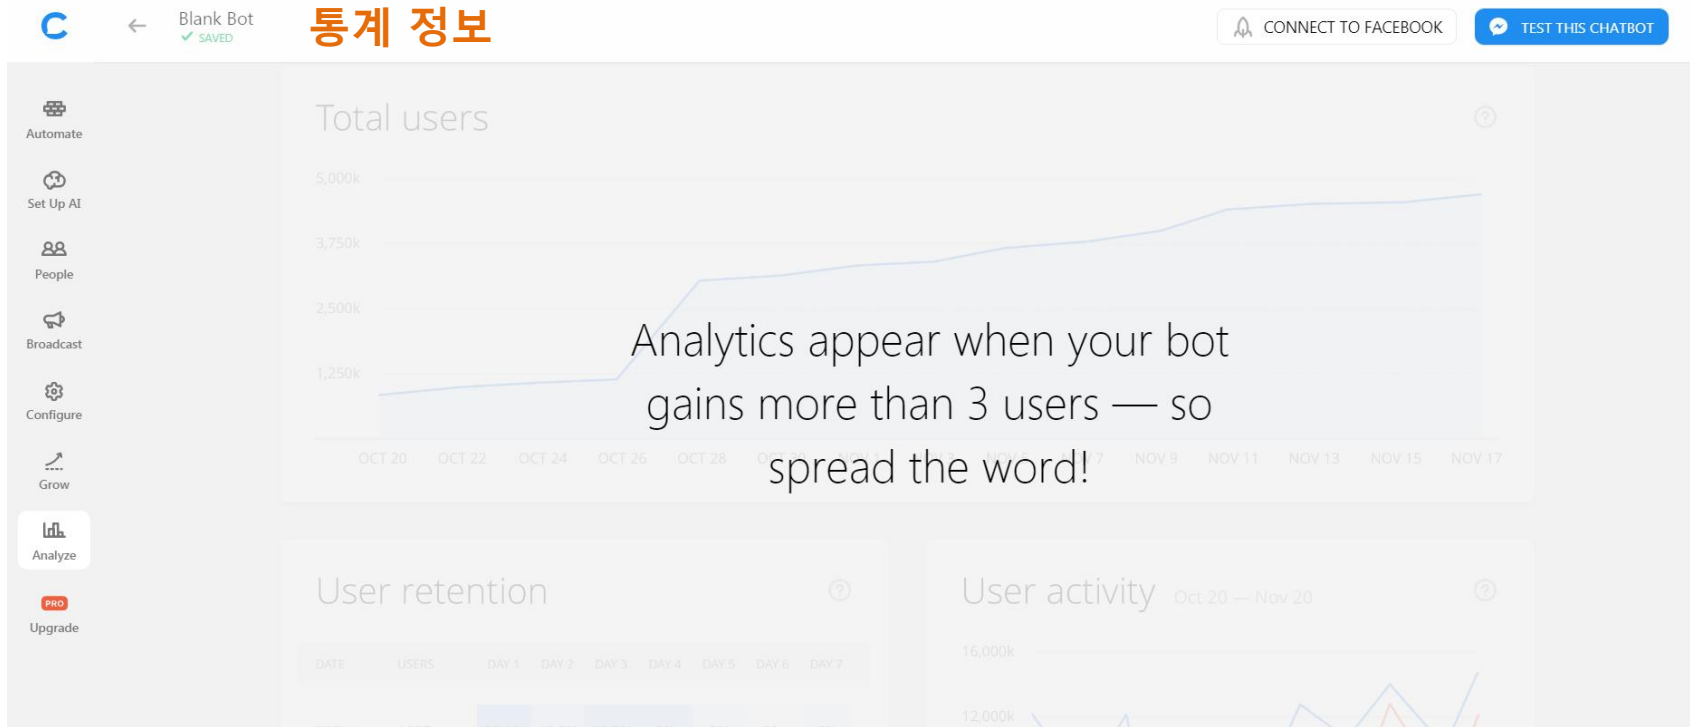 Blank Bot
SAVED
통계 정보
CONNECT TO FACEBOOK
TEST THIS CHATBOT
Automate
Set Up AI
People
Broadcast
Configure
Grow
Analyze
PRO
Upgrade
Total users
5,000k
3,750k
2,500k
1,250k
Analytics appear when your bot
gains more than 3 users — so
spread the word!
OCT 20 OCT 22 OCT 24 OCT 26 OCT 28 NOV 9 NOV 11 NOV 13 NOV 15 NOV 17
User retention
DATE USERS DAY 1 DAY 2 DAY 3 DAY 4 DAY 5 DAY 6 DAY 7
User activity Oct 20 — Nov 20
16,000k
12,000k